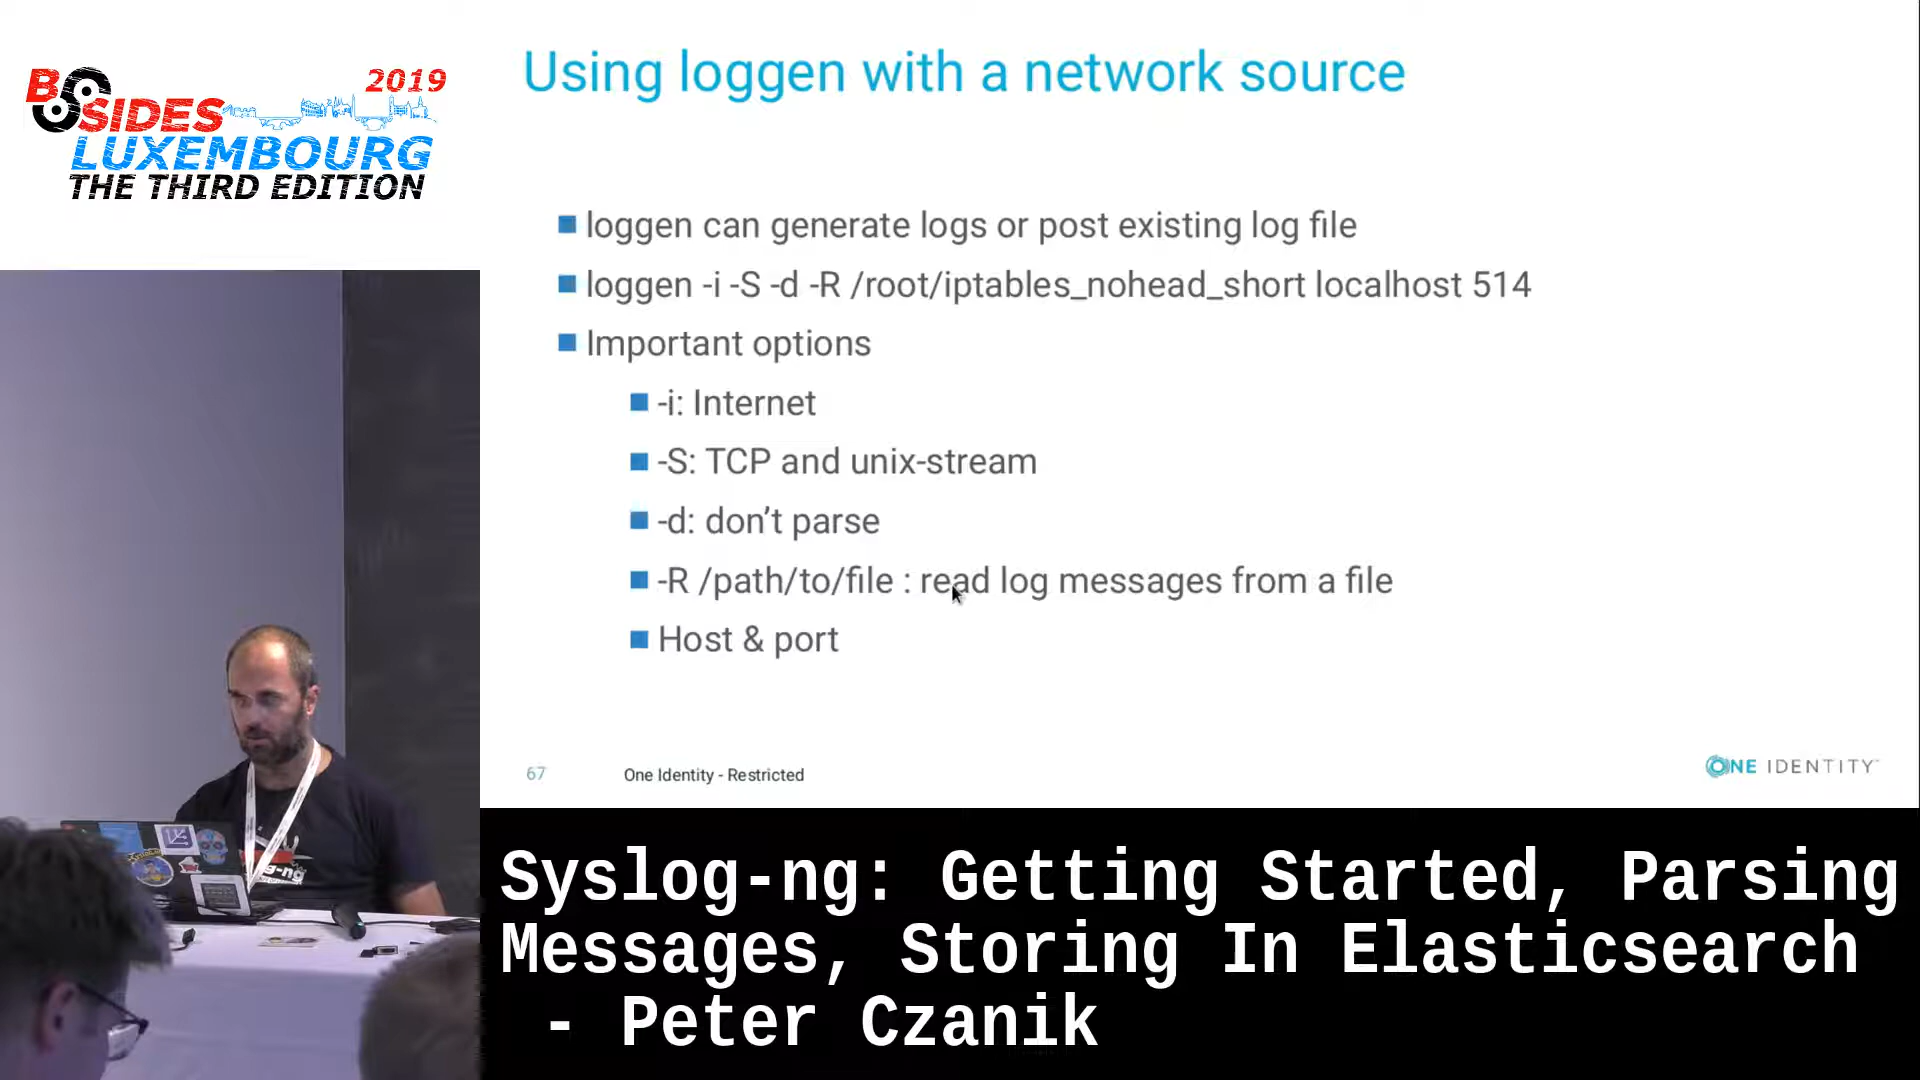 BSIDES 2019
LUXEMBOURG
THE THIRD EDITION
Using loggen with a network source
loggen can generate logs or post existing log file
loggen -i -S -d -R /root/iptables_nohead_short localhost 514
Important options
-i: Internet
-S: TCP and unix-stream
-d: don’t parse
-R /path/to/file : read log messages from a file
Host & port
67
One Identity - Restricted
ONE IDENTITY
Syslog-ng: Getting Started, Parsing
Messages, Storing In Elasticsearch
- Peter Czanik